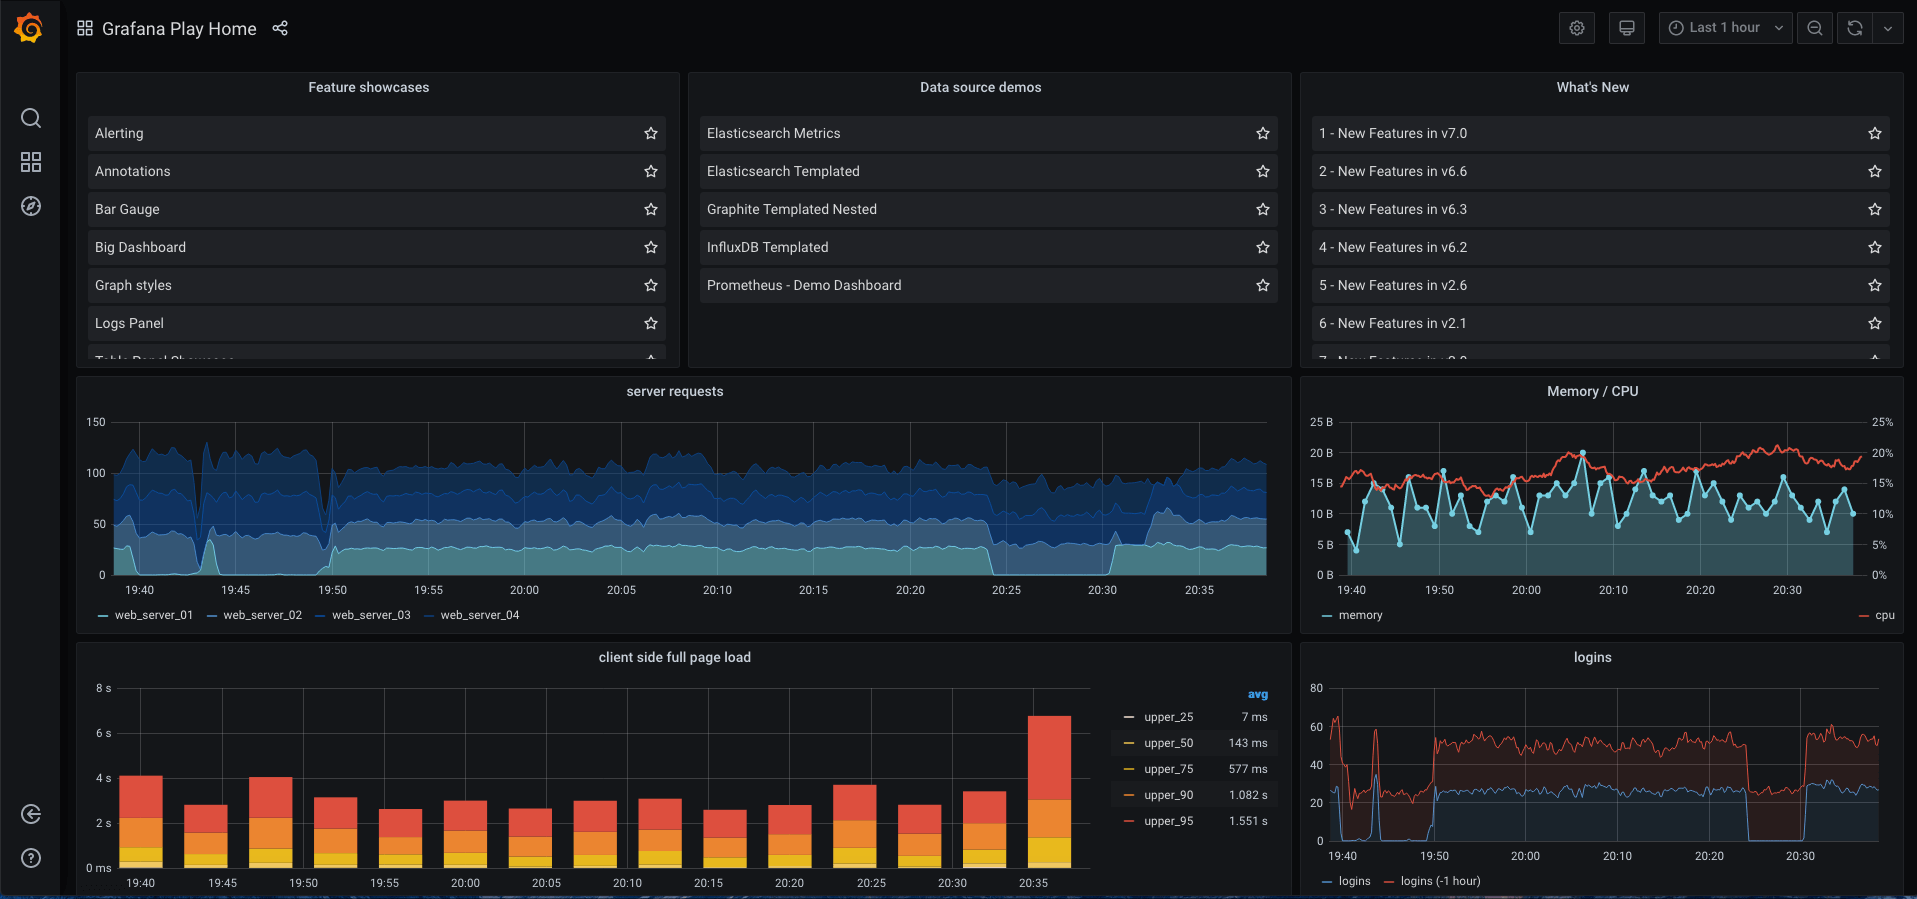 Grafana Play Home
Last 1 hour
Feature showcases
Alerting
Annotations
Bar Gauge
Big Dashboard
Graph styles
Logs Panel
Table Panel Showcase
Data source demos
Elasticsearch Metrics
Elasticsearch Templated
Graphite Templated Nested
InfluxDB Templated
Prometheus - Demo Dashboard
What's New
1 - New Features in v7.0
2 - New Features in v6.6
3 - New Features in v6.3
4 - New Features in v6.2
5 - New Features in v2.6
6 - New Features in v2.1
server requests
150
100
50
0
19:40 19:45 19:50 19:55 20:00 20:05 20:10 20:15 20:20 20:25 20:30 20:35
web_server_01 web_server_02 web_server_03 web_server_04
Memory / CPU
25 B 25%
20 B 20%
15 B 15%
10 B 10%
5 B 5%
0 B 0%
19:40 19:50 20:00 20:10 20:20 20:30
memory cpu
client side full page load
8 s
6 s
4 s
2 s
0 ms
19:40 19:45 19:50 19:55 20:00 20:05 20:10 20:15 20:20 20:25 20:30 20:35
avg
upper_25 7 ms
upper_50 143 ms
upper_75 577 ms
upper_90 1.082 s
upper_95 1.551 s
logins
80
60
40
20
0
19:40 19:50 20:00 20:10 20:20 20:30
logins logins (-1 hour)